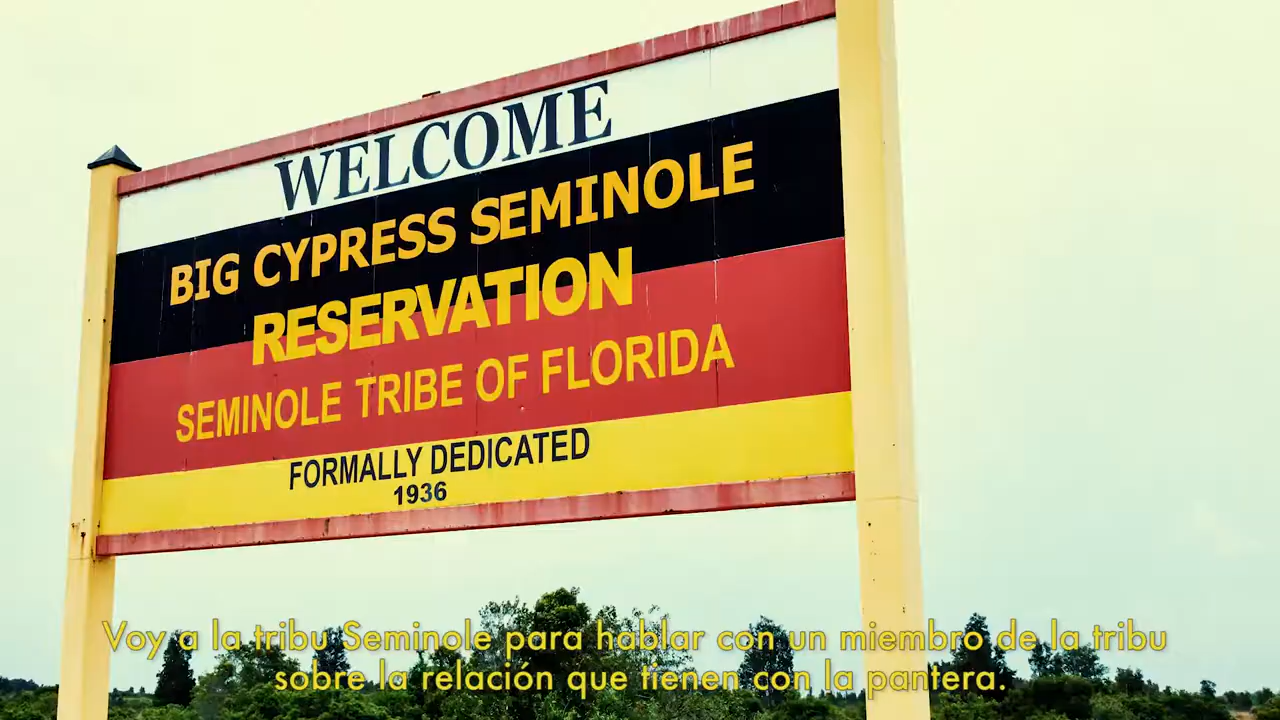 WELCOME
BIG CYPRESS SEMINOLE
RESERVATION
SEMINOLE TRIBE OF FLORIDA
FORMALLY DEDICATED
1936
Voy a la tribu Seminole para hablar con un miembro de la tribu
sobre la relación que tienen con la pantera.